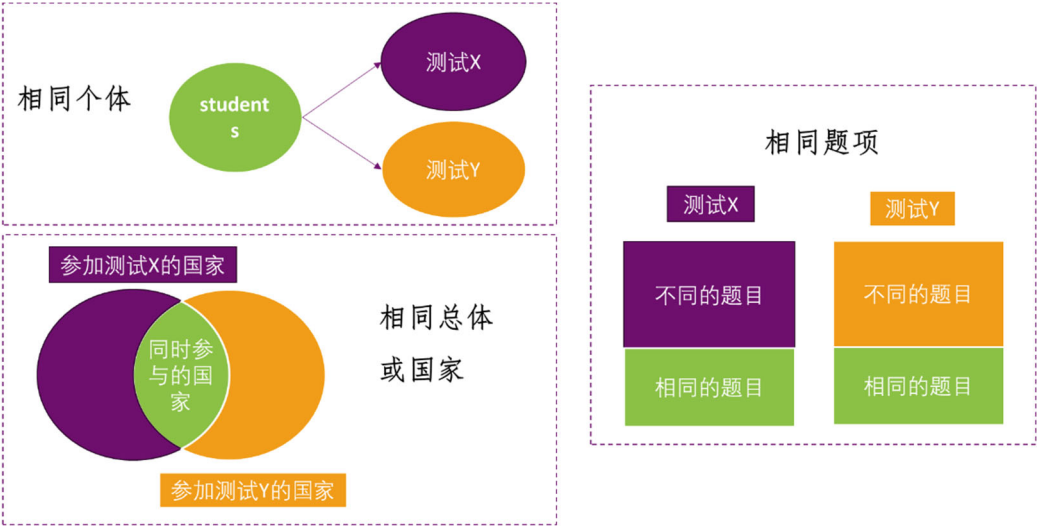 相同个体
student
s
测试X
测试Y
参加测试X的国家
同时参
与的国
家
相同总体
或国家
参加测试Y的国家
相同题项
测试X
测试Y
不同的题目
不同的题目
相同的题目
相同的题目